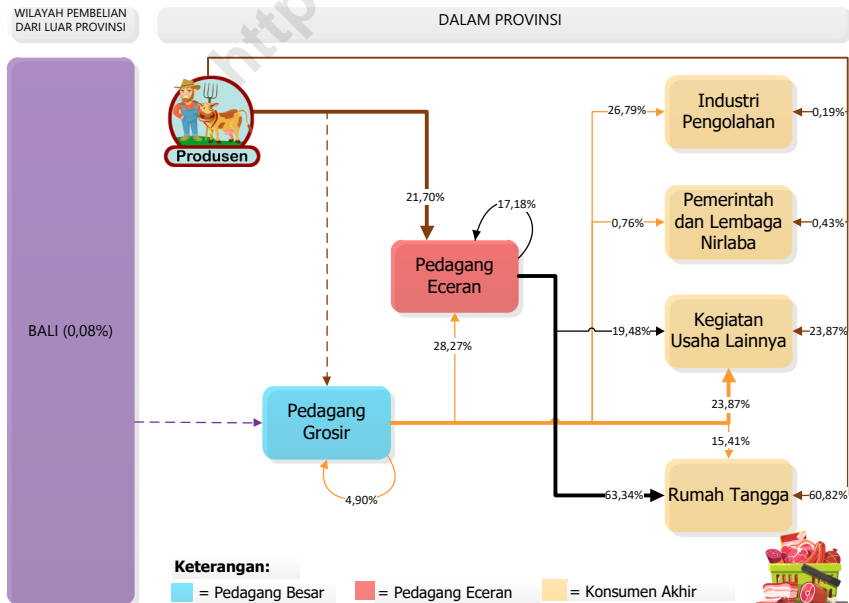 WILAYAH PEMBELIAN
DARI LUAR PROVINSI
DALAM PROVINSI
http
Produsen
Industri
Pengolahan
26,79%
0,19%
21,70%
17,18%
Pemerintah
dan Lembaga
Nirlaba
0,76%
0,43%
Pedagang
Eceran
BALI (0,08%)
Kegiatan
Usaha Lainnya
19,48%
23,87%
28,27%
Pedagang
Grosir
23,87%
15,41%
4,90%
63,34%
Rumah Tangga
60,82%
Keterangan:
= Pedagang Besar
= Pedagang Eceran
= Konsumen Akhir